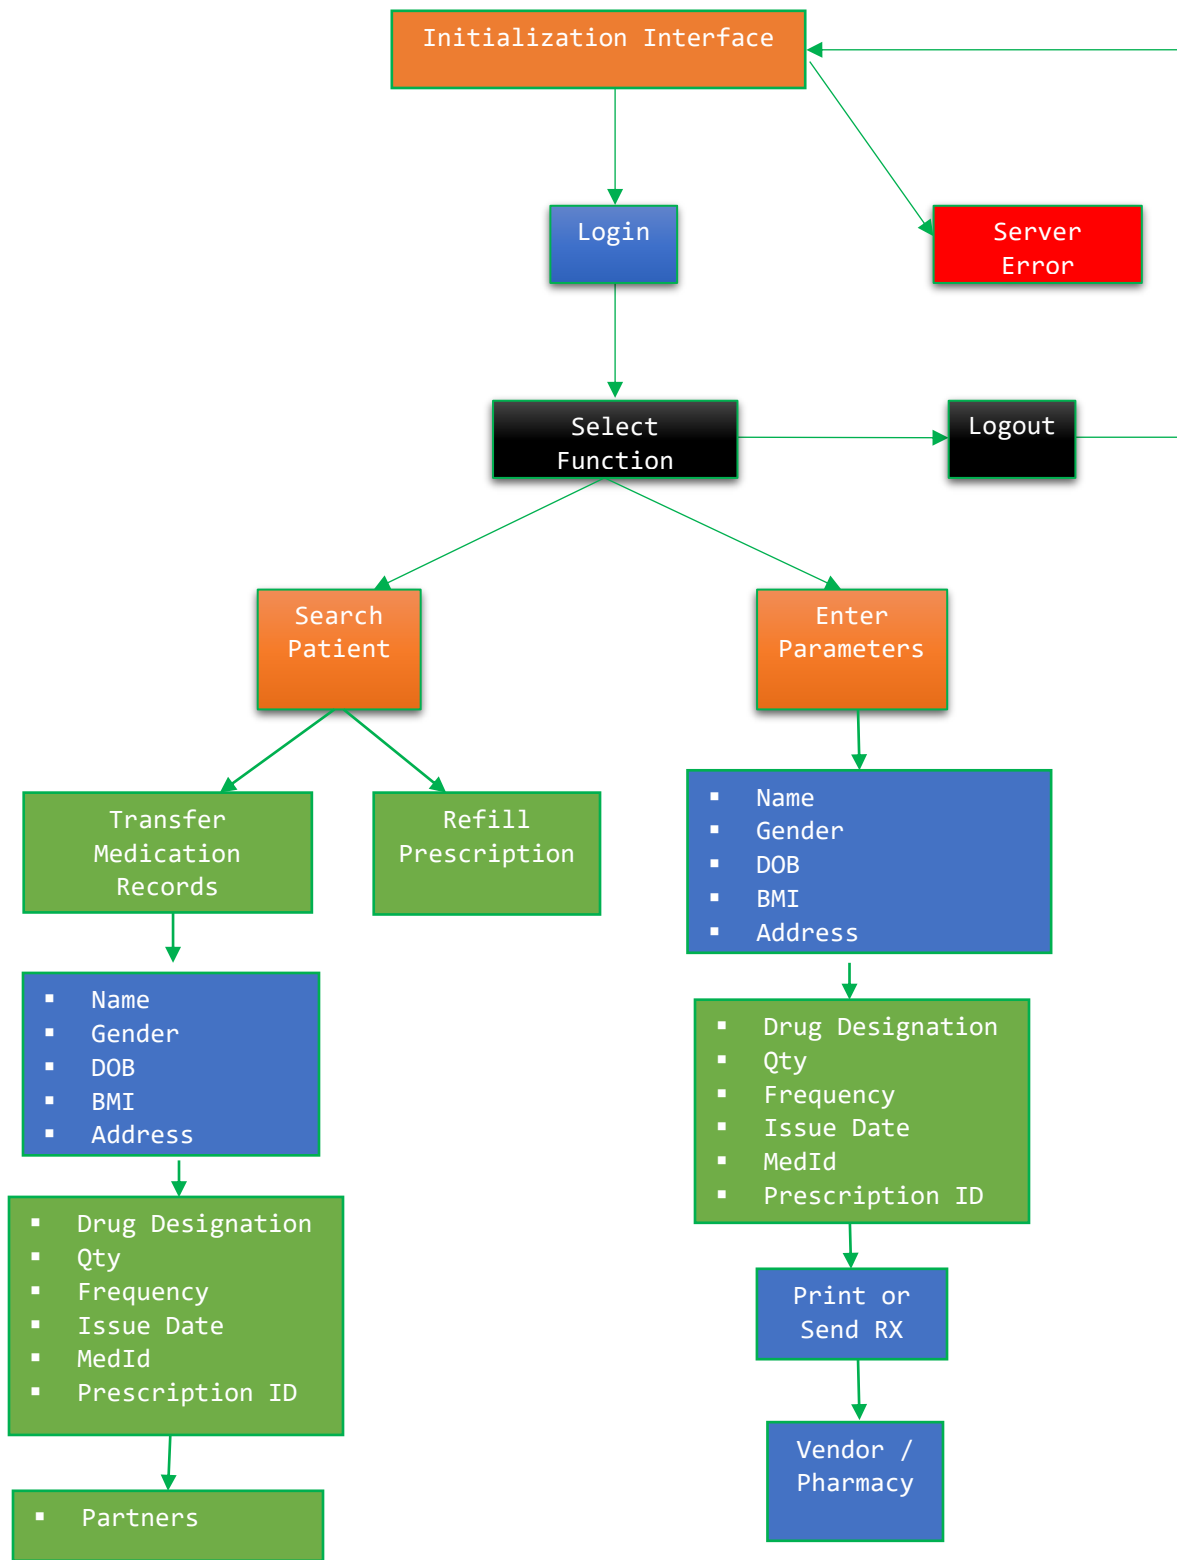 Initialization Interface
Login
Server
Error
Select
Function
Logout
Search
Patient
Enter
Parameters
Transfer
Medication
Records
Refill
Prescription
▪ Name
▪ Gender
▪ DOB
▪ BMI
▪ Address
▪ Name
▪ Gender
▪ DOB
▪ BMI
▪ Address
▪ Drug Designation
▪ Qty
▪ Frequency
▪ Issue Date
▪ MedId
▪ Prescription ID
▪ Drug Designation
▪ Qty
▪ Frequency
▪ Issue Date
▪ MedId
▪ Prescription ID
Print or
Send RX
Vendor /
Pharmacy
▪ Partners